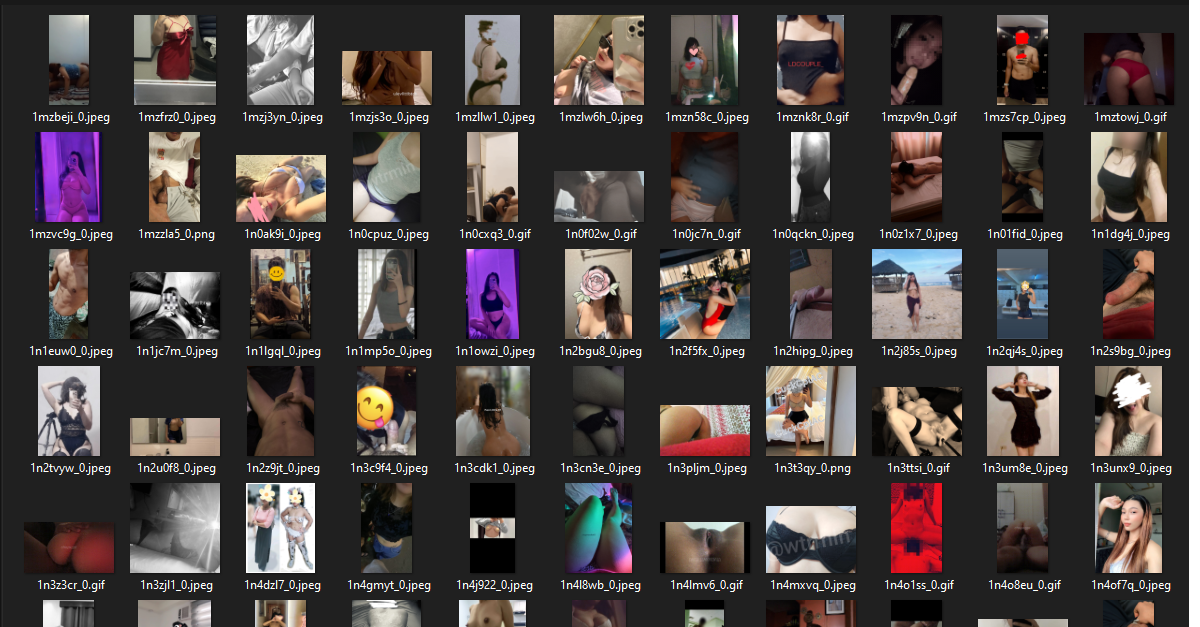 1mzbeji_0.jpeg 1mzfrz0_0.jpeg 1mzj3yn_0.jpeg 1mzjs3o_0.jpeg 1mzllw1_0.jpeg 1mzlw6h_0.jpeg 1mzn58c_0.jpeg 1mznk8r_0.gif 1mzpv9n_0.gif 1mzs7cp_0.jpeg 1mztowj_0.gif
1mzvc9g_0.jpeg 1mzzla5_0.png 1n0ak9i_0.jpeg 1n0cpuz_0.jpeg 1n0cxq3_0.gif 1n0f02w_0.gif 1n0jc7n_0.gif 1n0qckn_0.jpeg 1n0z1x7_0.jpeg 1n01fid_0.jpeg 1n1dg4j_0.jpeg
1n1euw0_0.jpeg 1n1jc7m_0.jpeg 1n1lgql_0.jpeg 1n1mp5o_0.jpeg 1n1owzi_0.jpeg 1n2bgu8_0.jpeg 1n2f5fx_0.jpeg 1n2hipg_0.jpeg 1n2j85s_0.jpeg 1n2qj4s_0.jpeg 1n2s9bg_0.jpeg
1n2tvyw_0.jpeg 1n2u0f8_0.jpeg 1n2z9jt_0.jpeg 1n3c9f4_0.jpeg 1n3cdk1_0.jpeg 1n3cn3e_0.jpeg 1n3pljm_0.jpeg 1n3t3qy_0.png 1n3ttsi_0.gif 1n3um8e_0.jpeg 1n3unx9_0.jpeg
1n3z3cr_0.gif 1n3zjl1_0.jpeg 1n4dzl7_0.jpeg 1n4gmyt_0.jpeg 1n4j922_0.jpeg 1n4l8wb_0.jpeg 1n4lmv6_0.gif 1n4mxvq_0.jpeg 1n4o1ss_0.gif 1n4o8eu_0.gif 1n4of7q_0.jpeg